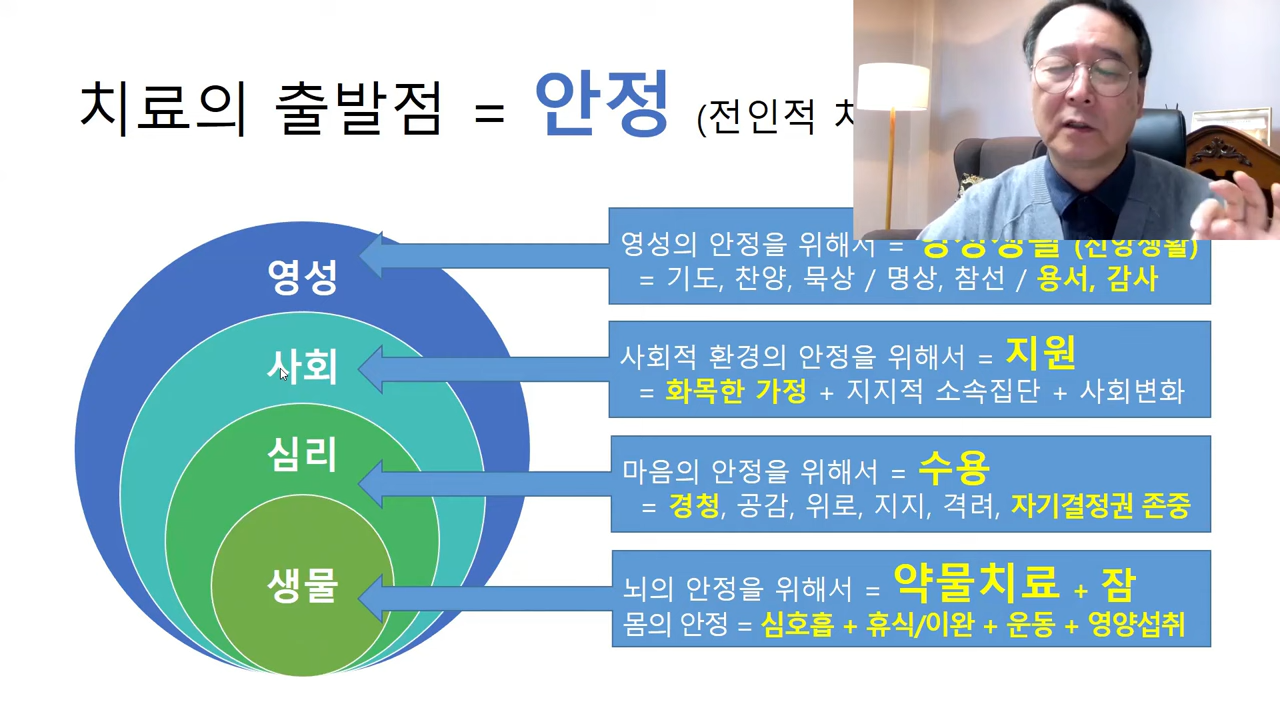 치료의 출발점 = 안정 (전인적
영성
사회
심리
생물
영성의 안정을 위해서 = (신앙생활)
= 기도, 찬양, 묵상 / 명상, 참선 / 용서, 감사
사회적 환경의 안정을 위해서 = 지원
= 화목한 가정 + 지지적 소속집단 + 사회변화
마음의 안정을 위해서 = 수용
= 경청, 공감, 위로, 지지, 격려, 자기결정권 존중
뇌의 안정을 위해서 = 약물치료 + 잠
몸의 안정 = 심호흡 + 휴식/이완 + 운동 + 영양섭취